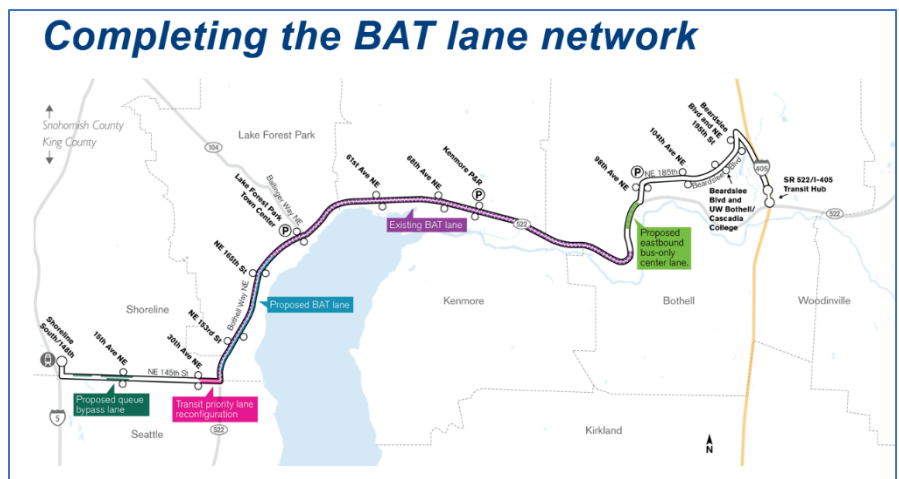 Completing the BAT lane network
Snohomish County
King County
Lake Forest Park
104
Ballinger Way NE
Lake Forest Park
Town Center
P
61st Ave NE
68th Ave NE
Kenmore P&R
P
Existing BAT lane
522
98th Ave NE
P
NE 185th
104th Ave NE
Beardslee
Blvd and NE
195th St
Beardslee Blvd
Beardslee
Blvd and
UW Bothell/
Cascadia
College
405
SR 522/I-405
Transit Hub
522
Proposed
eastbound
bus-only
center lane.
NE 165th St
Bothell Way NE
Proposed BAT lane
Kenmore
Bothell
Woodinville
Shoreline
NE 153rd St
Shoreline
South/148th
15th Ave NE
30th Ave NE
NE 145th St
Proposed queue
bypass lane
Transit priority lane
reconfiguration
5
522
Seattle
Kirkland
N